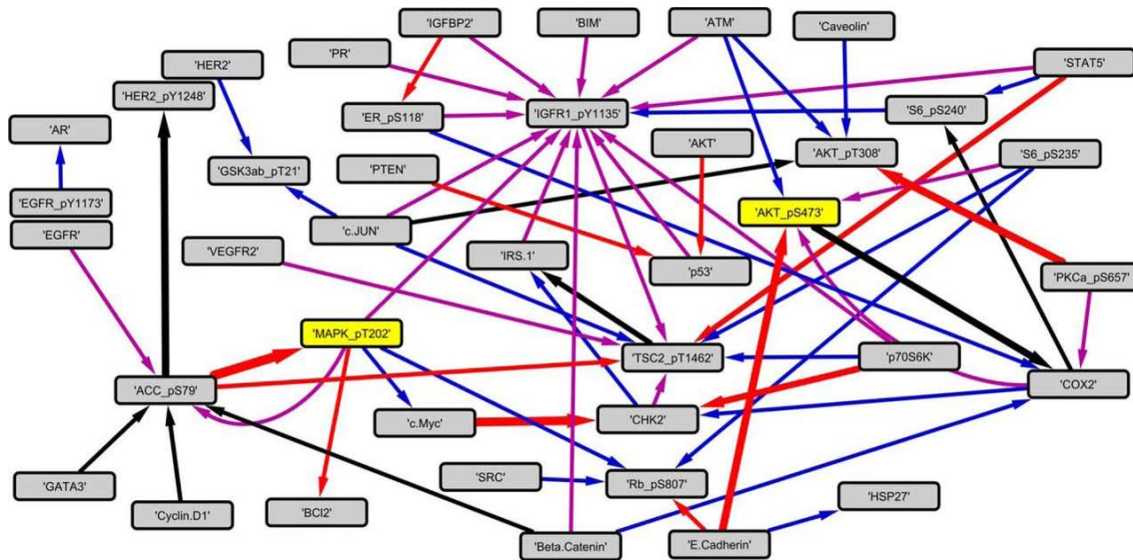 'IGFBP2'
'BIM'
'ATM'
'Caveolin'
'PR'
'HER2'
'STAT5'
'HER2_pY1248'
'ER_pS118'
'IGFR1_pY1135'
'S6_pS240'
'AR'
'AKT'
'AKT_pT308'
'S6_pS235'
'GSK3ab_pT21'
'PTEN'
'EGFR_pY1173'
'AKT_pS473'
'EGFR'
'c.JUN'
'VEGFR2'
'IRS.1'
'p53'
'PKCa_pS657'
'MAPK_pT202'
'TSC2_pT1462'
'p70S6K'
'ACC_pS79'
'COX2'
'c.Myc'
'CHK2'
'GATA3'
'SRC'
'Rb_pS807'
'HSP27'
'Cyclin.D1'
'BCl2'
'Beta.Catenin'
'E.Cadherin'